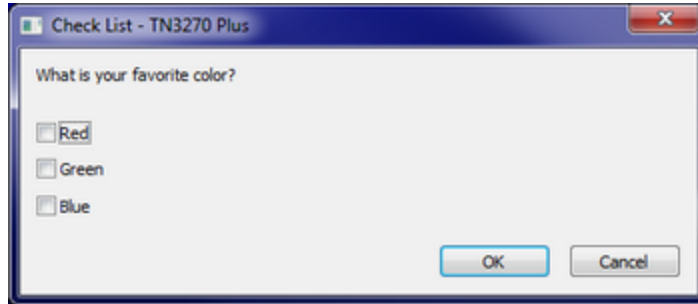 Check List - TN3270 Plus
What is your favorite color?
Red
Green
Blue
OK Cancel